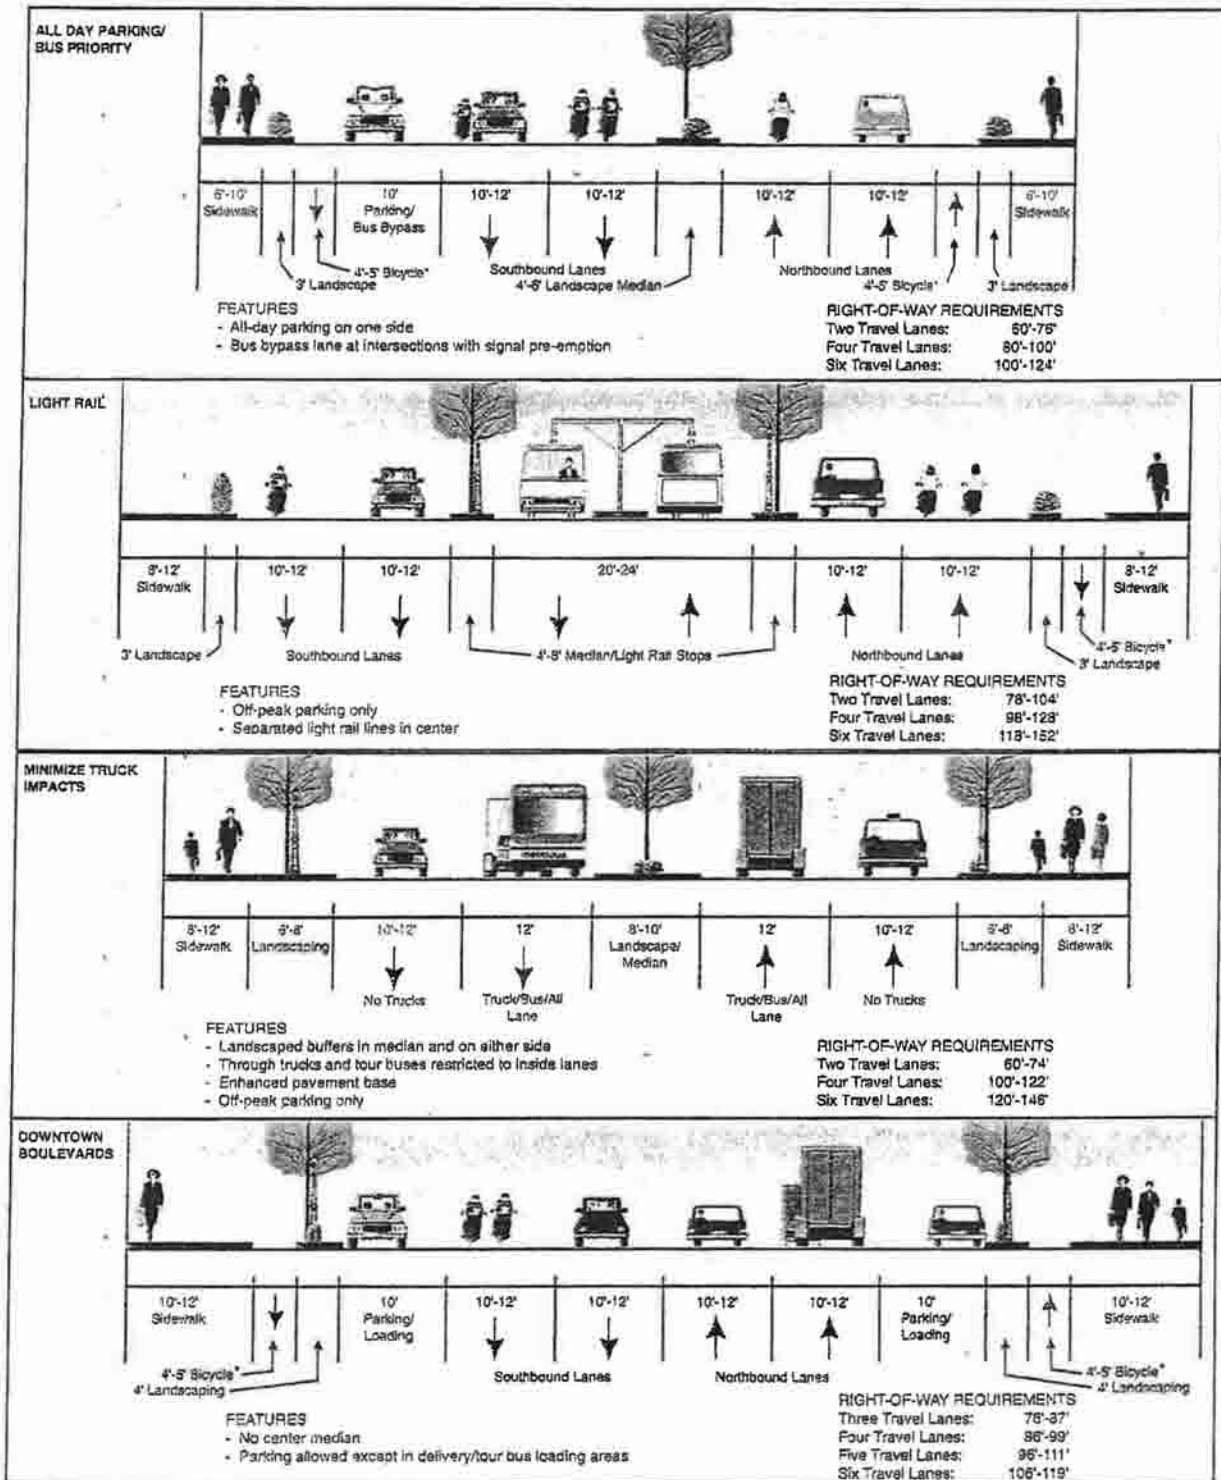 ALL DAY PARKING/
BUS PRIORITY
6'-10'
Sidewalk
10'
Parking/
Bus Bypass
10'-12'
10'-12'
10'-12'
10'-12'
6'-10'
Sidewalk
3' Landscape
4'-5' Bicycle*
Southbound Lanes
4'-6' Landscape Median
Northbound Lanes
4'-5' Bicycle*
3' Landscape
FEATURES
- All-day parking on one side
- Bus bypass lane at intersections with signal pre-emption
RIGHT-OF-WAY REQUIREMENTS
Two Travel Lanes: 60'-76'
Four Travel Lanes: 80'-100'
Six Travel Lanes: 100'-124'
LIGHT RAIL
8'-12'
Sidewalk
10'-12'
10'-12'
20'-24'
10'-12'
10'-12'
8'-12'
Sidewalk
3' Landscape
Southbound Lanes
4'-8' Median/Light Rail Stops
Northbound Lanes
4'-5' Bicycle*
3' Landscape
FEATURES
- Off-peak parking only
- Separated light rail lines in center
RIGHT-OF-WAY REQUIREMENTS
Two Travel Lanes: 78'-104'
Four Travel Lanes: 98'-128'
Six Travel Lanes: 118'-152'
MINIMIZE TRUCK
IMPACTS
8'-12'
Sidewalk
6'-8'
Landscaping
10'-12'
No Trucks
12'
Truck/Bus/All
Lane
8'-10'
Landscape/
Median
12'
Truck/Bus/All
Lane
10'-12'
No Trucks
6'-8'
Landscaping
8'-12'
Sidewalk
FEATURES
- Landscaped buffers in median and on either side
- Through trucks and tour buses restricted to inside lanes
- Enhanced pavement base
- Off-peak parking only
RIGHT-OF-WAY REQUIREMENTS
Two Travel Lanes: 60'-74'
Four Travel Lanes: 100'-122'
Six Travel Lanes: 120'-146'
DOWNTOWN
BOULEVARDS
10'-12'
Sidewalk
10'
Parking/
Loading
10'-12'
10'-12'
10'-12'
10'-12'
10'
Parking/
Loading
10'-12'
Sidewalk
4'-5' Bicycle*
4' Landscaping
Southbound Lanes
Northbound Lanes
4'-5' Bicycle*
4' Landscaping
FEATURES
- No center median
- Parking allowed except in delivery/tour bus loading areas
RIGHT-OF-WAY REQUIREMENTS
Three Travel Lanes: 76'-87'
Four Travel Lanes: 86'-99'
Five Travel Lanes: 96'-111'
Six Travel Lanes: 106'-119'